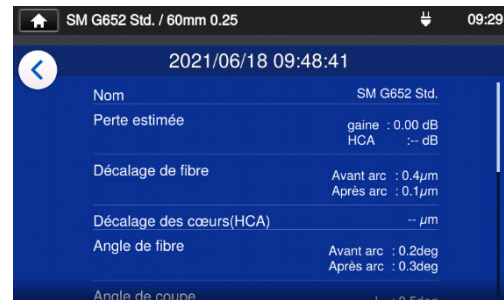 SM G652 Std. / 60mm 0.25 09:29
2021/06/18 09:48:41
Nom SM G652 Std.
Perte estimée gaine : 0.00 dB
HCA :-- dB
Décalage de fibre Avant arc : 0.4µm
Après arc : 0.1µm
Décalage des cœurs(HCA) -- µm
Angle de fibre Avant arc : 0.2deg
Après arc : 0.3deg
Angle de coupe L : 0.5deg